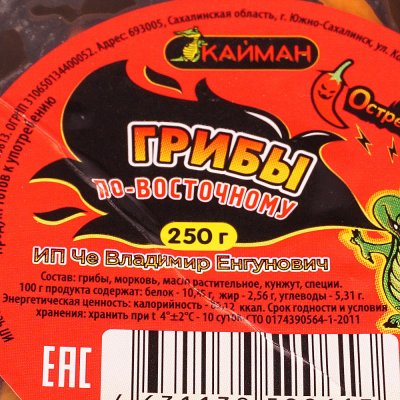 ОГРН 310650134400052. Адрес: 693005, Сахалинская область, г. Южно-Сахалинск, ул.
готов к употреблению
КАЙМАН
Остре
ГРИБЫ
ПО-ВОСТОЧНОМУ
250 г
ИП Че Владимир Енгунович
Состав: грибы, морковь, масло растительное, кунжут, специи.
100 г продукта содержат: белок - жир - 2,56 г, углеводы - 5,31 г.
Энергетическая ценность: калорийность - ккал. Срок годности и условия
хранения: хранить при t 4°±2°С - 10 суток СТО 0174390564-1-2011
ЕАС